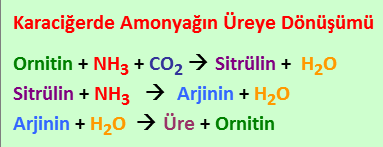 Karaciğerde Amonyağın Üreye Dönüşümü
Ornitin + NH₃ + CO₂ → Sitrülin + H₂O
Sitrülin + NH₃ → Arjinin + H₂O
Arjinin + H₂O → Üre + Ornitin